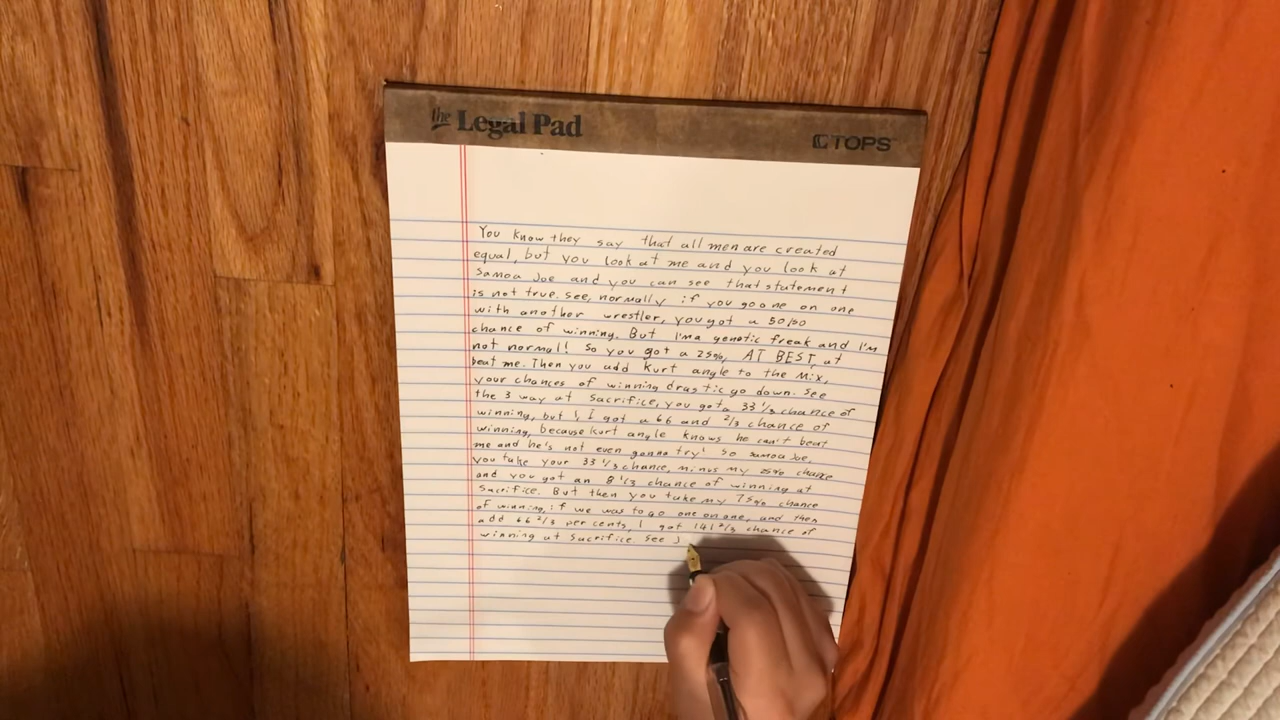 the Legal Pad TOPS
You know they say that all men are created
equal, but you look at me and you look at
Samoa Joe and you can see that statement
is not true. See, normally if you go one on one
with another wrestler, you got a 50/50
chance of winning. But I'm a genetic freak and I'm
not normal! So you got a 25%, AT BEST, at
beat me. Then you add Kurt angle to the mix,
your chances of winning drastic go down. See
the 3 way at Sacrifice, you got a 33 1/3 chance of
winning, but I, I got a 66 and 2/3 chance of
winning, because Kurt angle knows he can't beat
me and he's not even gonna try! So Samoa Joe,
you take your 33 1/3 chance, minus my 25% chance
and you got an 8 1/3 chance of winning at
Sacrifice. But then you take my 75% chance
of winning, if we was to go one on one, and then
add 66 2/3 per cents, I got 141 2/3 chance of
winning at Sacrifice. See J